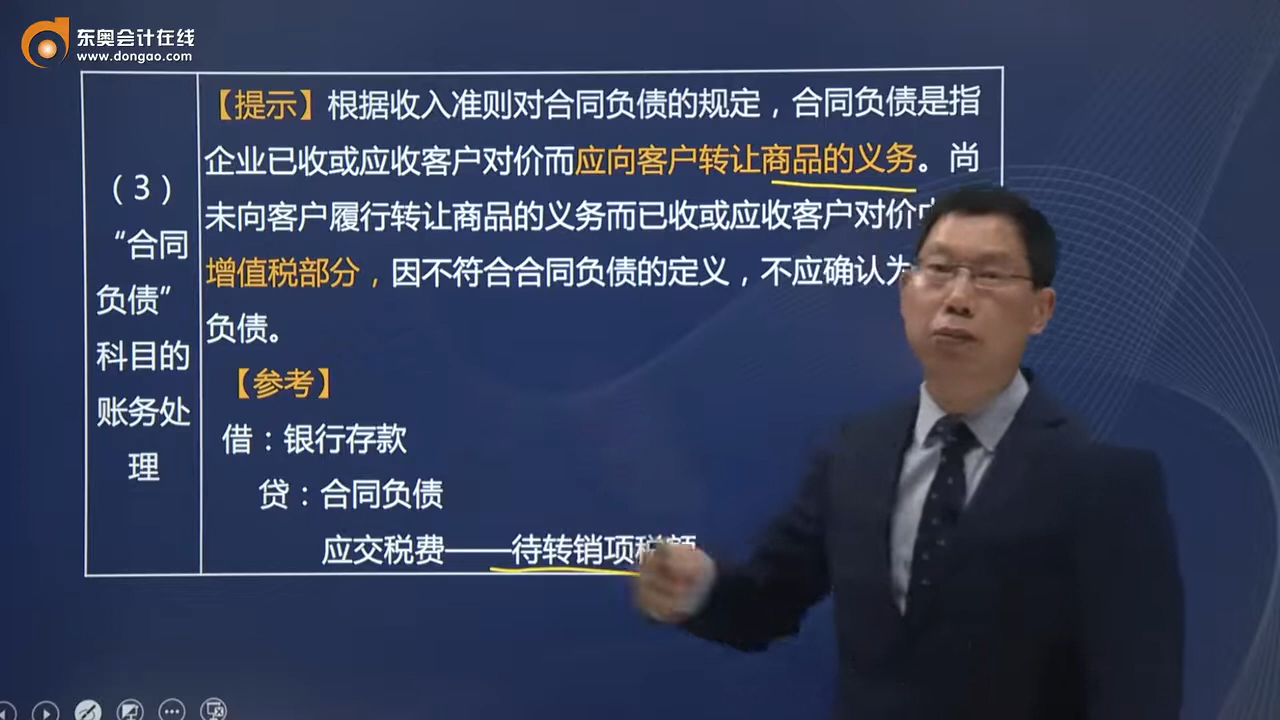 东奥会计在线
www.dongao.com
（3）
“合同
负债”
科目的
账务处
理
【提示】根据收入准则对合同负债的规定，合同负债是指
企业已收或应收客户对价而应向客户转让商品的义务。尚
未向客户履行转让商品的义务而已收或应收客户对价
增值税部分，因不符合合同负债的定义，不应确认为
负债。
【参考】
借：银行存款
贷：合同负债
应交税费——待转销项税额